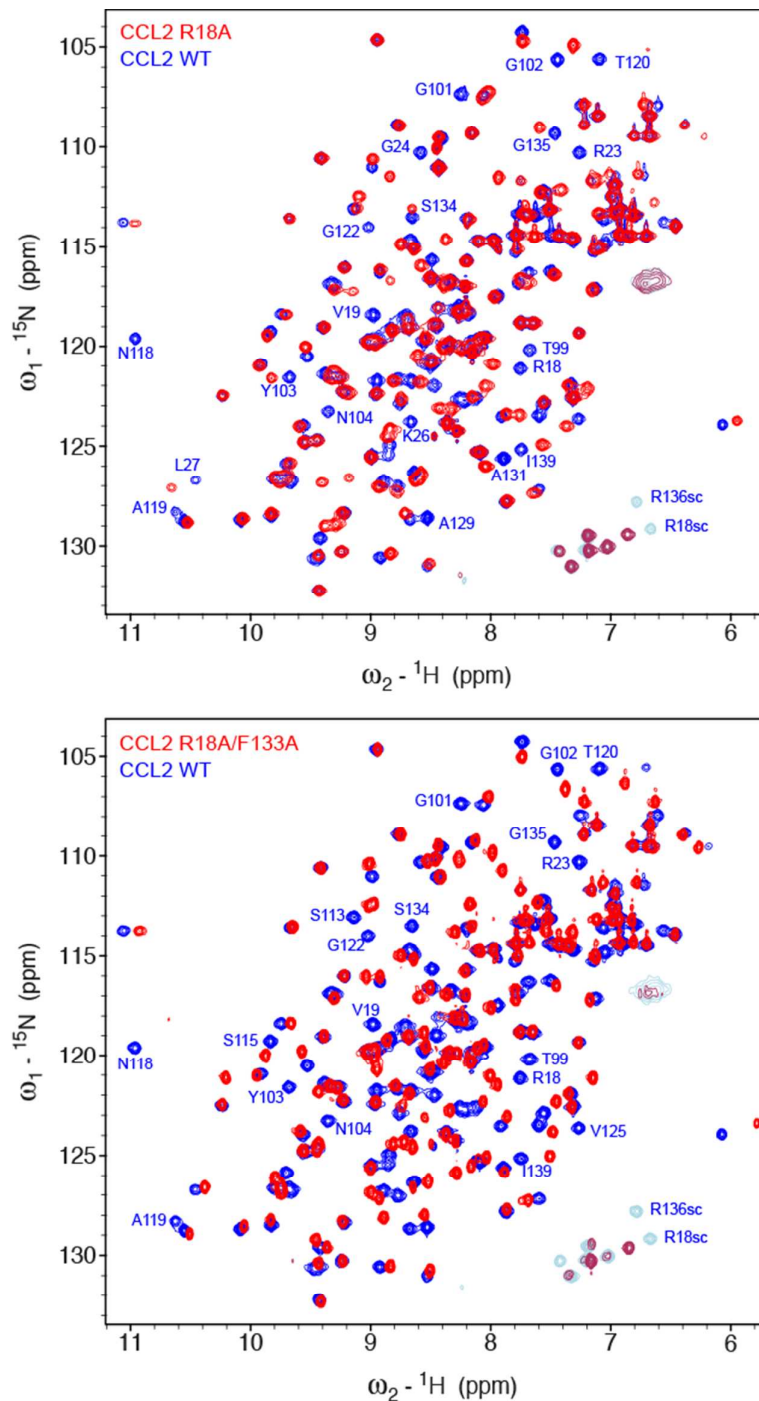 CCL2 R18A
CCL2 WT
105
G102
T120
G101
G135
R23
110
G24
S134
G122
115
V19
N118
120
T99
R18
Y103
N104
K26
125
I139
A131
L27
R136sc
A119
A129
R18sc
130
11
10
9
8
7
6
ω1 - 15N (ppm)
ω2 - 1H (ppm)
CCL2 R18A/F133A
CCL2 WT
105
G102
T120
G101
G135
R23
110
S113
S134
G122
115
V19
S115
N118
120
T99
R18
Y103
N104
V125
125
I139
R136sc
A119
R18sc
130
11
10
9
8
7
6
ω1 - 15N (ppm)
ω2 - 1H (ppm)